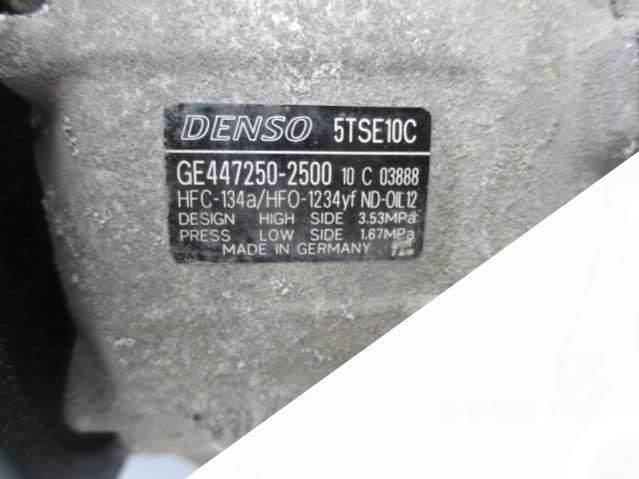 DENSO 5TSE10C
GE447250-2500 10 C 03888
HFC-134a/HFO-1234yf ND-OIL12
DESIGN HIGH SIDE 3.53MPa
PRESS LOW SIDE 1.67MPa
MADE IN GERMANY